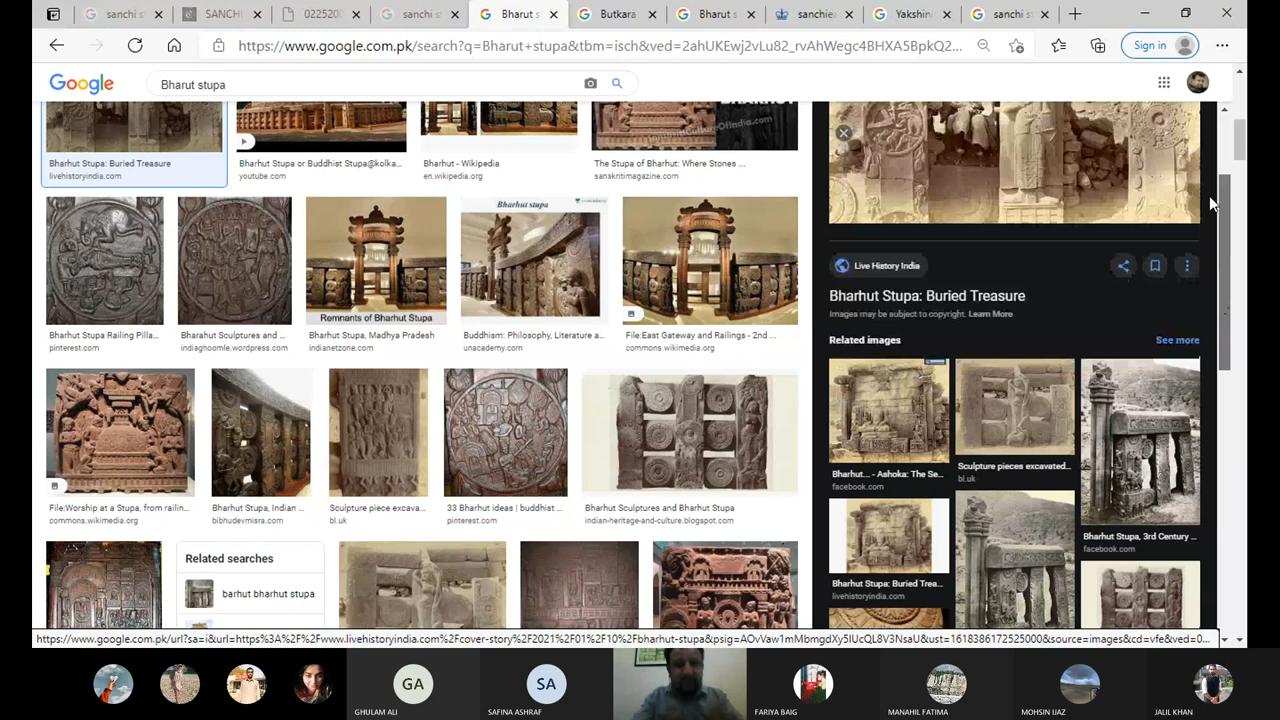 sanchi st
SANCHI
0225200
sanchi s
Bharut s
Butkara
Bharut s
sanchiea
Yakshin
sanchi s
https://www.google.com.pk/search?q=Bharut+stupa&tbm=isch&ved=2ahUKEwj2vLu82_rvAhWegc4BHXA5BpkQ2...
Sign in
Google
Bharut stupa
Bharhut Stupa: Buried Treasure
livehistoryindia.com
Bharhut Stupa or Buddhist Stupa@kolka...
youtube.com
Bharhut - Wikipedia
en.wikipedia.org
The Stupa of Bharhut: Where Stones ...
sanskritimagazine.com
Bharhut stupa
Remnants of Bharhut Stupa
Bharhut Stupa Railing Pilla...
pinterest.com
Bharahut Sculptures and ...
indiaghoomle.wordpress.com
Bharhut Stupa, Madhya Pradesh
indianetzone.com
Buddhism: Philosophy, Literature a...
unacademy.com
File:East Gateway and Railings - 2nd ...
commons.wikimedia.org
File:Worship at a Stupa, from railin...
commons.wikimedia.org
Bharhut Stupa, Indian ...
bibhudevmisra.com
Sculpture piece excava...
bl.uk
33 Bharhut ideas | buddhist ...
pinterest.com
Bharhut Sculptures and Bharhut Stupa
indian-heritage-and-culture.blogspot.com
Related searches
barhut bharhut stupa
Live History India
Bharhut Stupa: Buried Treasure
Images may be subject to copyright. Learn More
Related images
See more
Bharhut... - Ashoka: The Se...
facebook.com
Sculpture pieces excavated...
bl.uk
Bharhut Stupa, 3rd Century ...
facebook.com
Bharhut Stupa: Buried Trea...
livehistoryindia.com
https://www.google.com.pk/url?sa=i&url=https%3A%2F%2Fwww.livehistoryindia.com%2Fcover-story%2F2021%2F01%2F10%2Fbharhut-stupa&psig=AOvVaw1mMbmgdXy5IUcQL8V3NsaU&ust=1618386172525000&source=images&cd=vfe&ved=0...
GA
GHULAM ALI
SA
SAFINA ASHRAF
FARIYA BAIG
MANAHIL FATIMA
MOHSIN IJAZ
JALIL KHAN